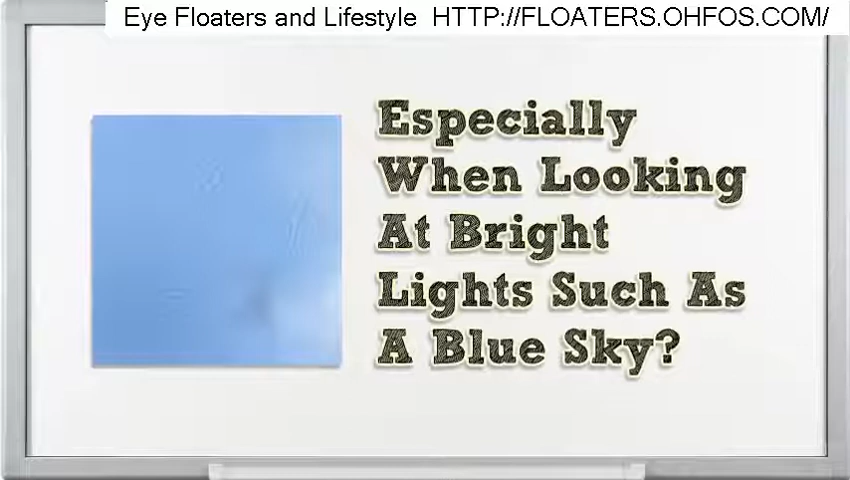 Eye Floaters and Lifestyle HTTP://FLOATERS.OHFOS.COM/
Especially
When Looking
At Bright
Lights Such As
A Blue Sky?